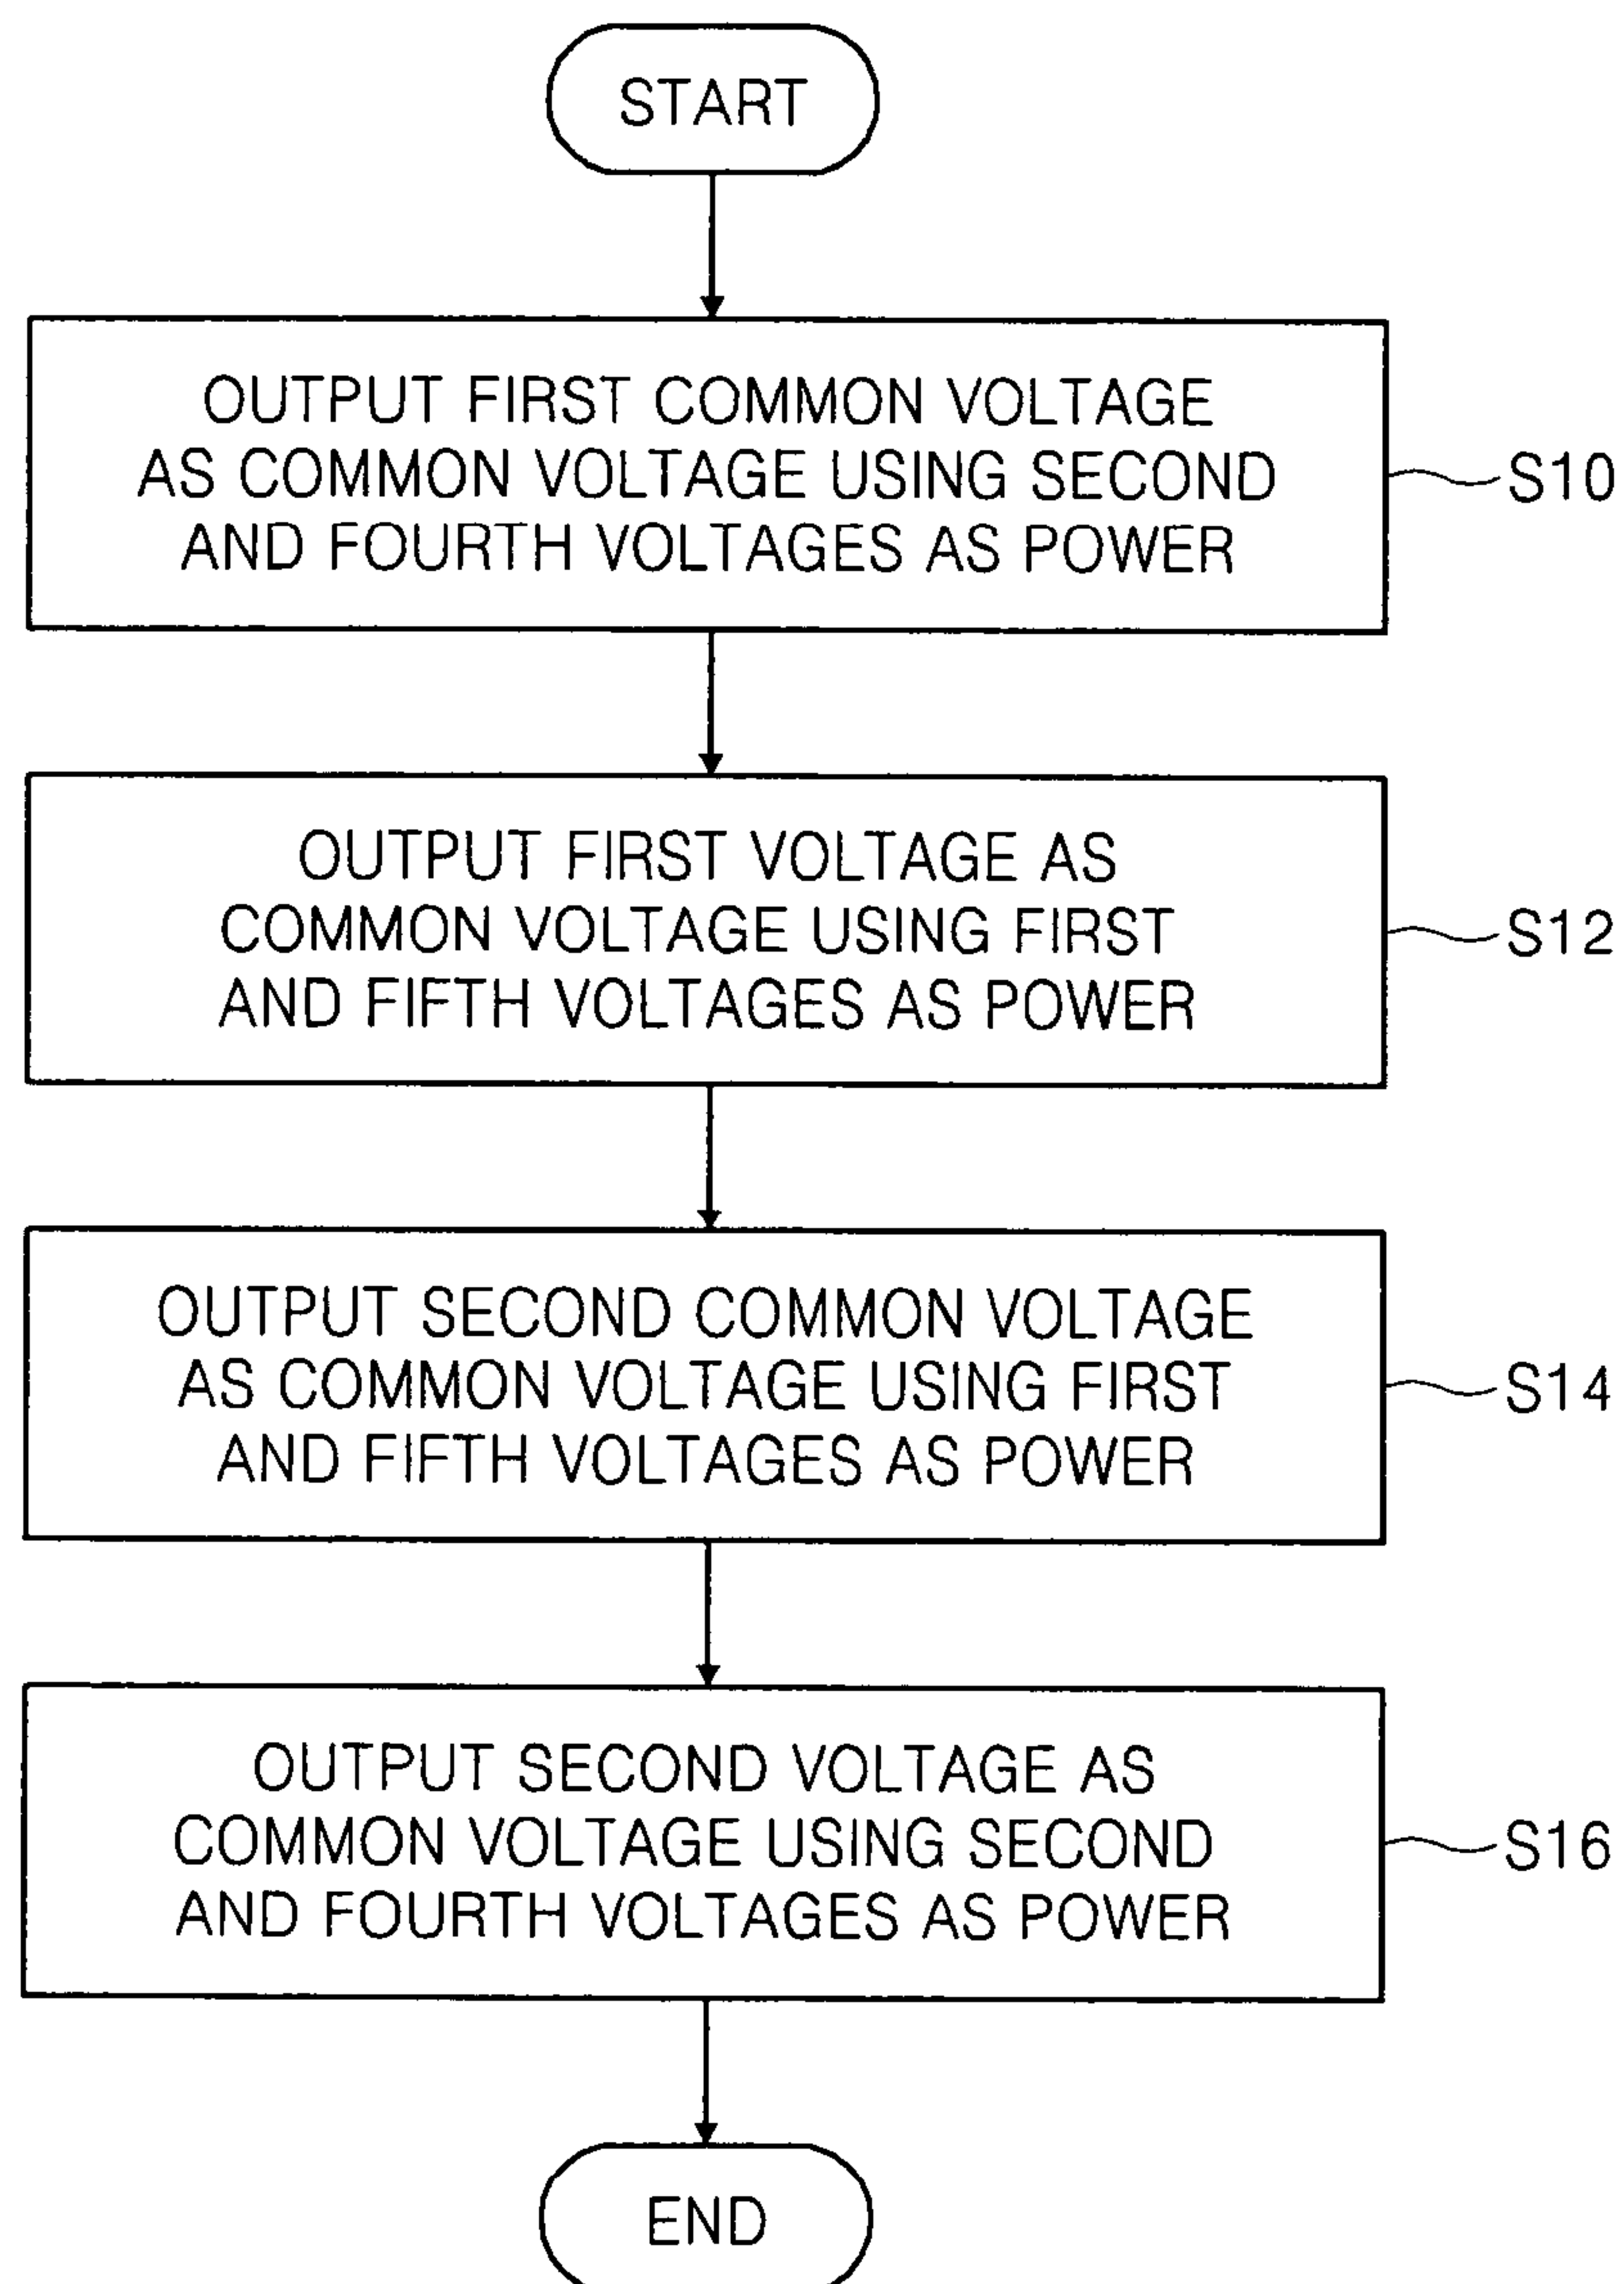 START
OUTPUT FIRST COMMON VOLTAGE
AS COMMON VOLTAGE USING SECOND
AND FOURTH VOLTAGES AS POWER
S10
OUTPUT FIRST VOLTAGE AS
COMMON VOLTAGE USING FIRST
AND FIFTH VOLTAGES AS POWER
S12
OUTPUT SECOND COMMON VOLTAGE
AS COMMON VOLTAGE USING FIRST
AND FIFTH VOLTAGES AS POWER
S14
OUTPUT SECOND VOLTAGE AS
COMMON VOLTAGE USING SECOND
AND FOURTH VOLTAGES AS POWER
S16
END